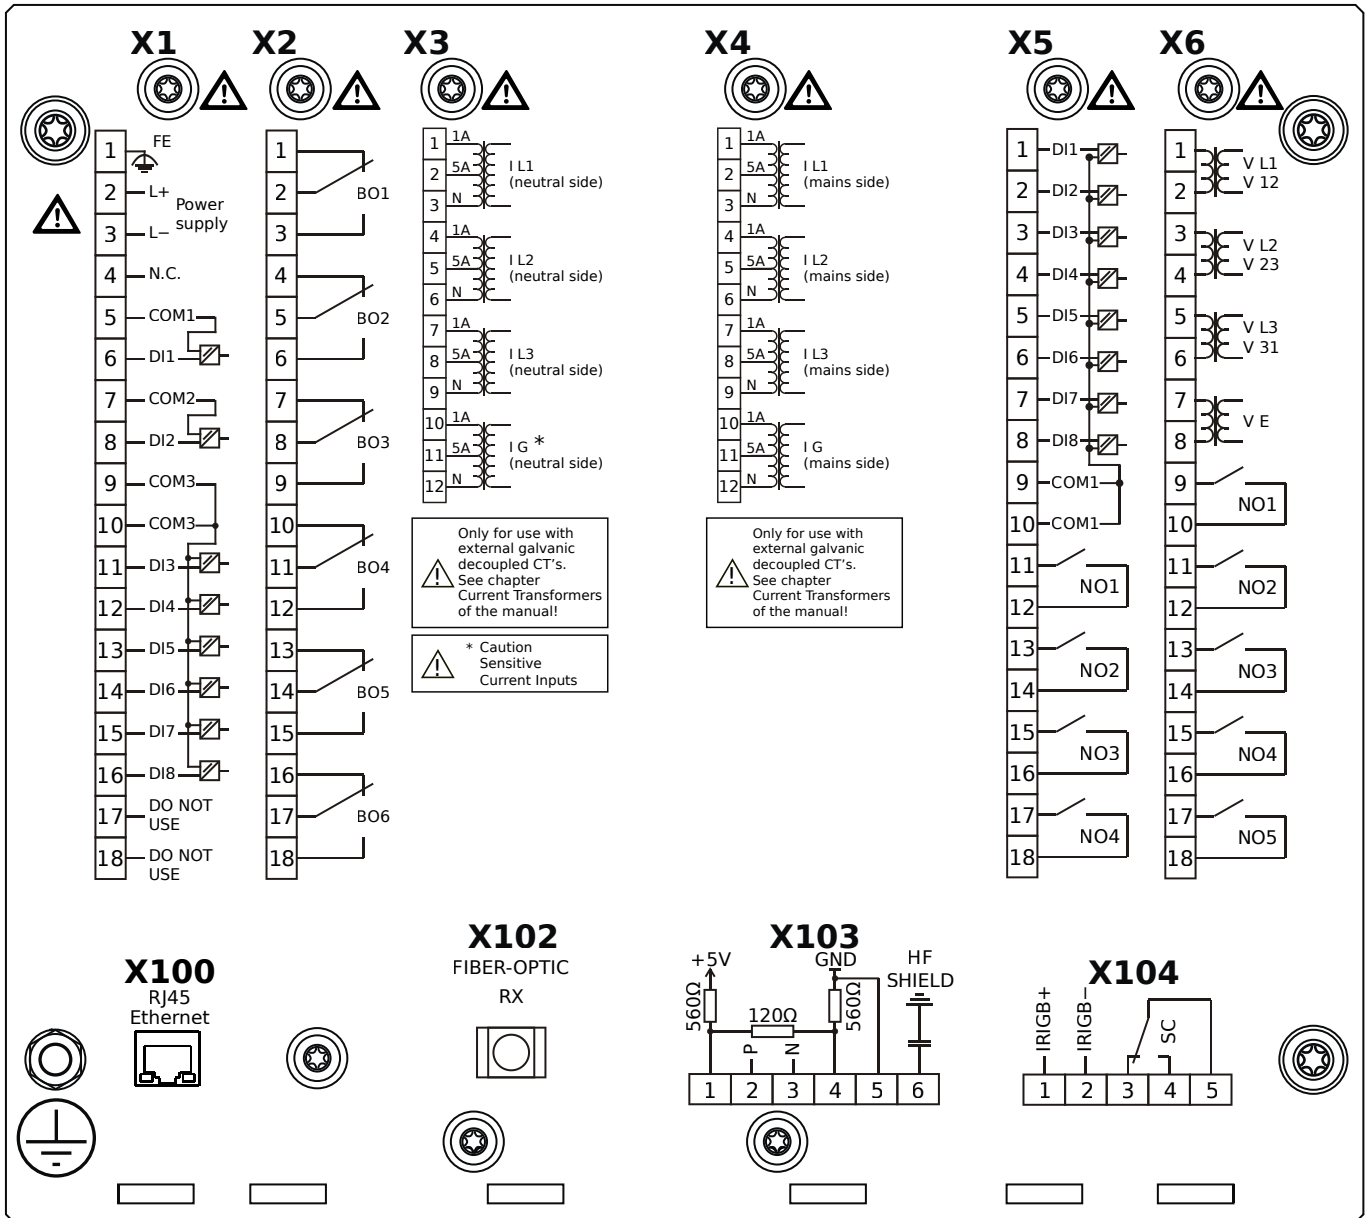 X1
X2
X3
X4
X5
X6
1 FE
2 L+ Power
3 L− supply
4 N.C.
5 COM1
6 DI1
7 COM2
8 DI2
9 COM3
10 COM3
11 DI3
12 DI4
13 DI5
14 DI6
15 DI7
16 DI8
17 DO NOT
USE
18 DO NOT
USE
1
2 BO1
3
4
5 BO2
6
7
8 BO3
9
10
11 BO4
12
13
14 BO5
15
16
17 BO6
18
1 1A
2 5A
3 N
I L1
(neutral side)
4 1A
5 5A
6 N
I L2
(neutral side)
7 1A
8 5A
9 N
I L3
(neutral side)
10 1A
11 5A
12 N
I G *
(neutral side)
Only for use with
external galvanic
decoupled CT's.
See chapter
Current Transformers
of the manual!
* Caution
Sensitive
Current Inputs
1 1A
2 5A
3 N
I L1
(mains side)
4 1A
5 5A
6 N
I L2
(mains side)
7 1A
8 5A
9 N
I L3
(mains side)
10 1A
11 5A
12 N
I G
(mains side)
Only for use with
external galvanic
decoupled CT's.
See chapter
Current Transformers
of the manual!
1 DI1
2 DI2
3 DI3
4 DI4
5 DI5
6 DI6
7 DI7
8 DI8
9 COM1
10 COM1
11
NO1
12
13
NO2
14
15
NO3
16
17
NO4
18
1 V L1
2 V 12
3 V L2
4 V 23
5 V L3
6 V 31
7
V E
8
9
NO1
10
11
NO2
12
13
NO3
14
15
NO4
16
17
NO5
18
X100
RJ45
Ethernet
X102
FIBER-OPTIC
RX
X103
+5V
GND
HF
SHIELD
560Ω
120Ω
560Ω
P
N
1 2 3 4 5 6
X104
IRIGB+
IRIGB−
SC
1 2 3 4 5